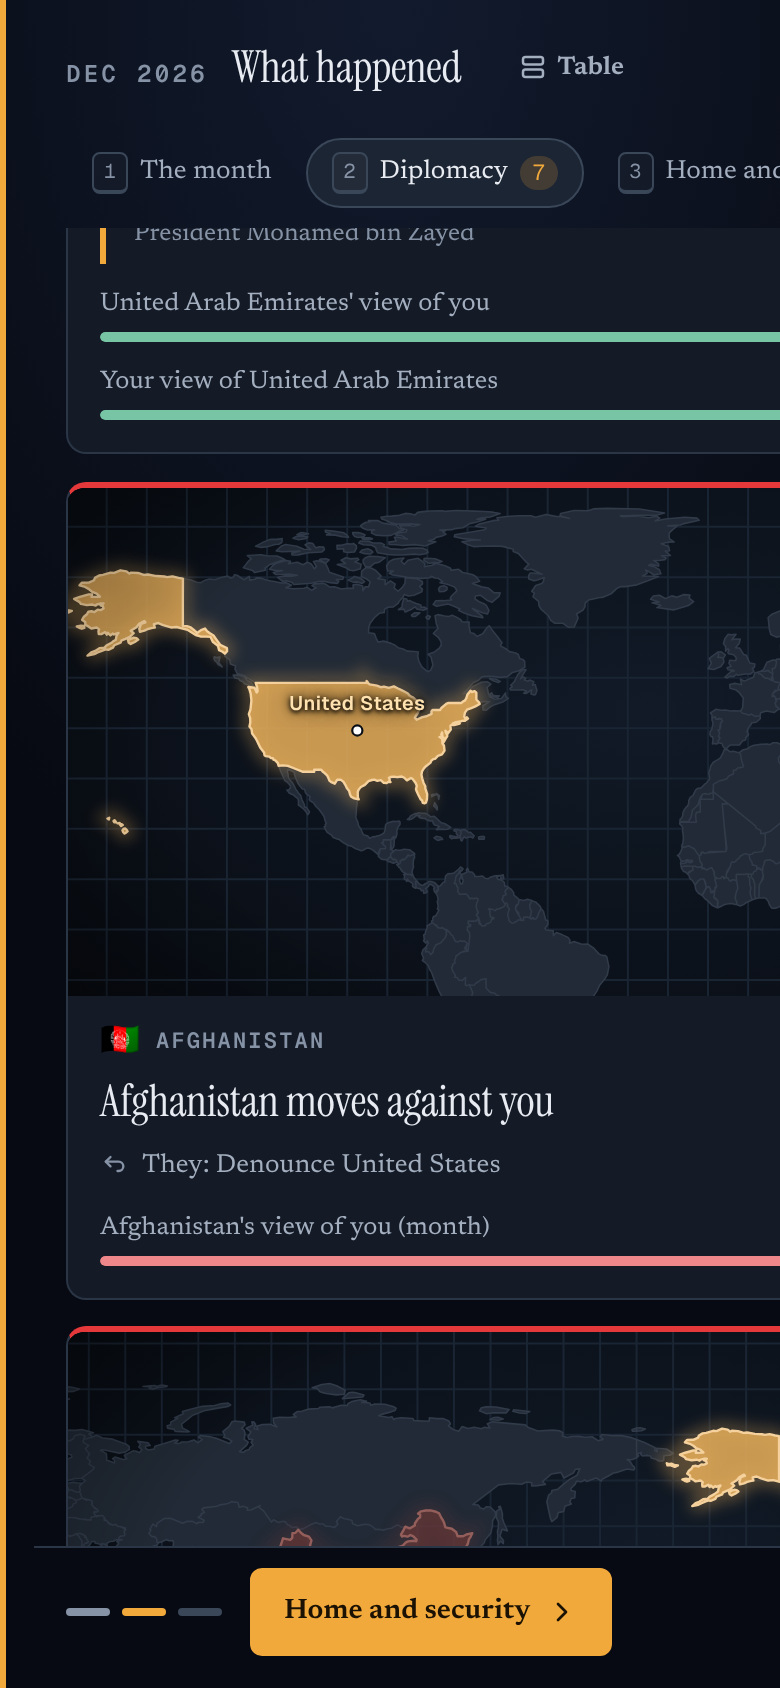 DEC 2026 What happened Table
1 The month 2 Diplomacy 7 3 Home and
President Mohamed bin Zayed
United Arab Emirates' view of you
Your view of United Arab Emirates
United States
AFGHANISTAN
Afghanistan moves against you
They: Denounce United States
Afghanistan's view of you (month)
Home and security